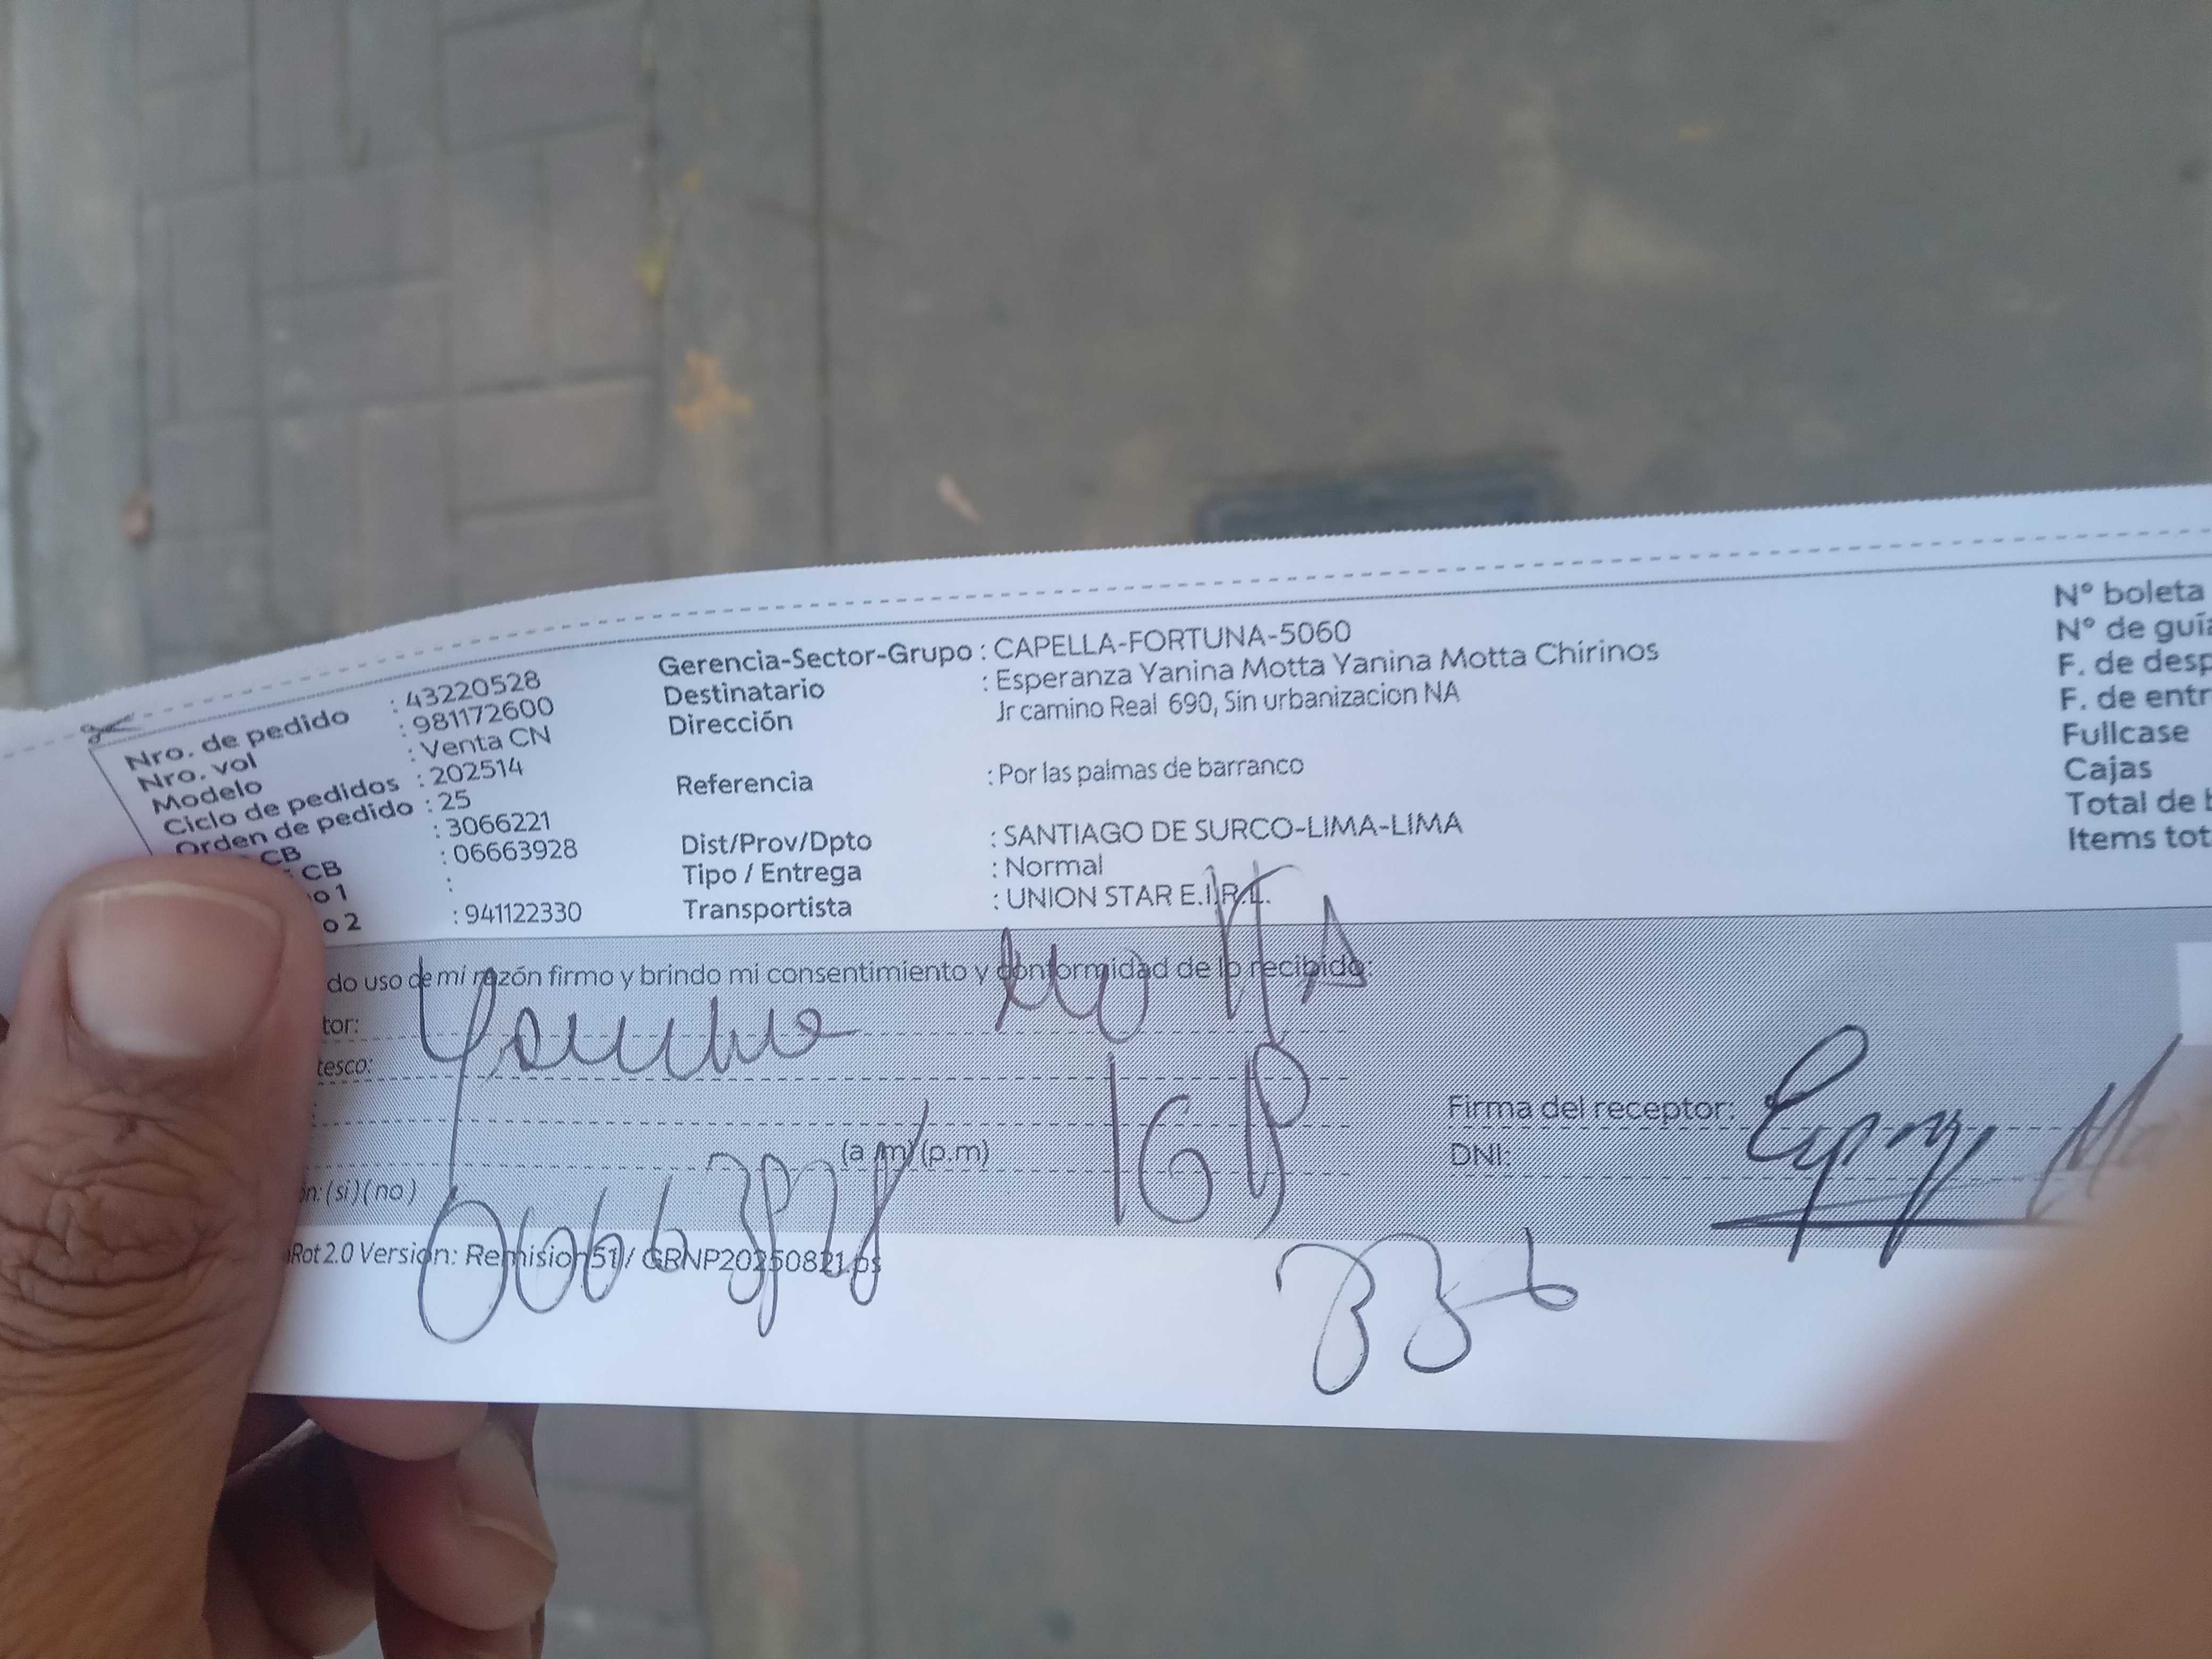 Nro. de pedido : 43220528
Nro. vol : 981172600
Modelo : Venta CN
Ciclo de pedidos : 202514
Orden de pedido : 25
CB : 3066221
CB : 06663928
o 1 :
o 2 : 941122330
Gerencia-Sector-Grupo : CAPELLA-FORTUNA-5060
Destinatario : Esperanza Yanina Motta Yanina Motta Chirinos
Dirección Jr camino Real 690, Sin urbanizacion NA
Referencia : Por las palmas de barranco
Dist/Prov/Dpto : SANTIAGO DE SURCO-LIMA-LIMA
Tipo / Entrega : Normal
Transportista : UNION STAR E.I.R.L.
N° boleta
N° de guía
F. de desp
F. de entr
Fullcase
Cajas
Total de b
Items tot
do uso de mi razón firmo y brindo mi consentimiento y conformidad de lo recibido:
tor: Motta
tesco:
:
(a.m) (p.m)
ón: (si) (no)
06663928
Firma del receptor:
DNI:
Rot 2.0 Version: Remision51 / GRNP20250821.ps